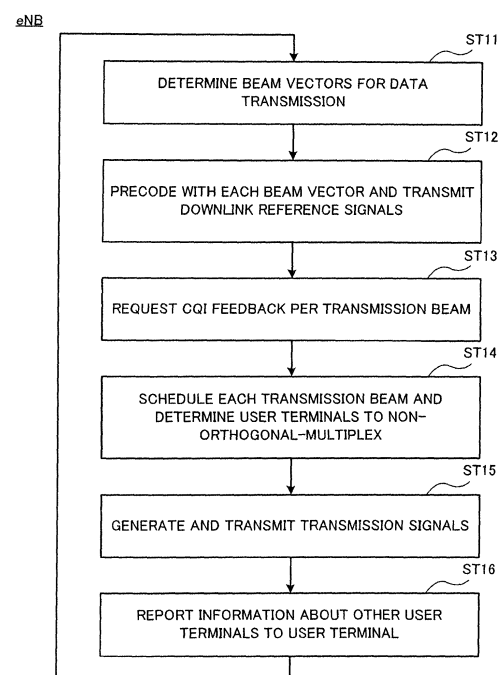 eNB
ST11
DETERMINE BEAM VECTORS FOR DATA
TRANSMISSION
ST12
PRECODE WITH EACH BEAM VECTOR AND TRANSMIT
DOWNLINK REFERENCE SIGNALS
ST13
REQUEST CQI FEEDBACK PER TRANSMISSION BEAM
ST14
SCHEDULE EACH TRANSMISSION BEAM AND
DETERMINE USER TERMINALS TO NON-
ORTHOGONAL-MULTIPLEX
ST15
GENERATE AND TRANSMIT TRANSMISSION SIGNALS
ST16
REPORT INFORMATION ABOUT OTHER USER
TERMINALS TO USER TERMINAL